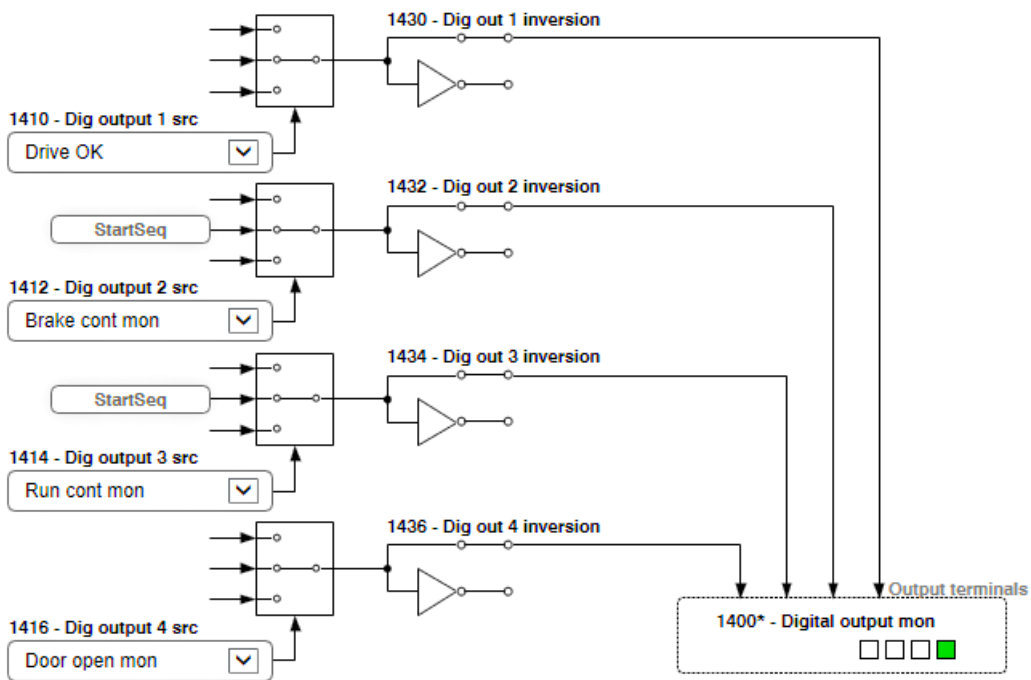 1430 - Dig out 1 inversion
1410 - Dig output 1 src
Drive OK
1432 - Dig out 2 inversion
StartSeq
1412 - Dig output 2 src
Brake cont mon
1434 - Dig out 3 inversion
StartSeq
1414 - Dig output 3 src
Run cont mon
1436 - Dig out 4 inversion
Output terminals
1400* - Digital output mon
1416 - Dig output 4 src
Door open mon